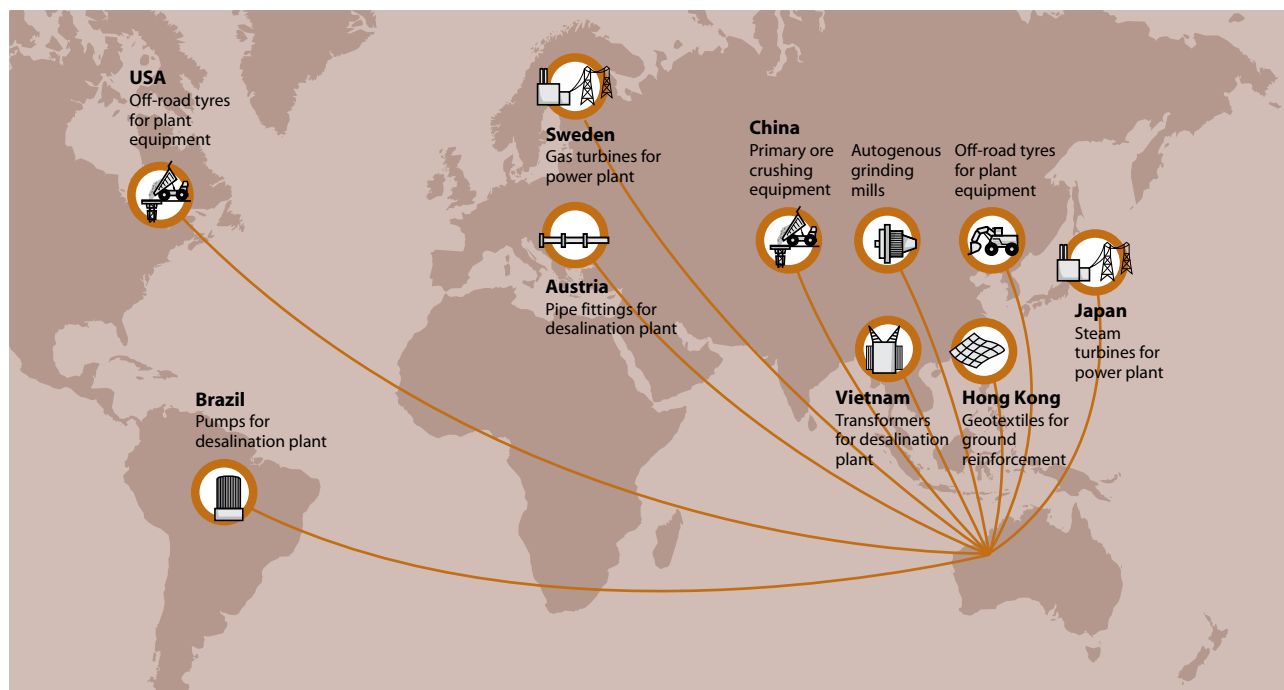 USA
Off-road tyres
for plant
equipment
Sweden
Gas turbines for
power plant
Austria
Pipe fittings for
desalination plant
China
Primary ore
crushing
equipment
Autogenous
grinding
mills
Off-road tyres
for plant
equipment
Japan
Steam
turbines for
power plant
Vietnam
Transformers
for desalination
plant
Hong Kong
Geotextiles for
ground
reinforcement
Brazil
Pumps for
desalination plant